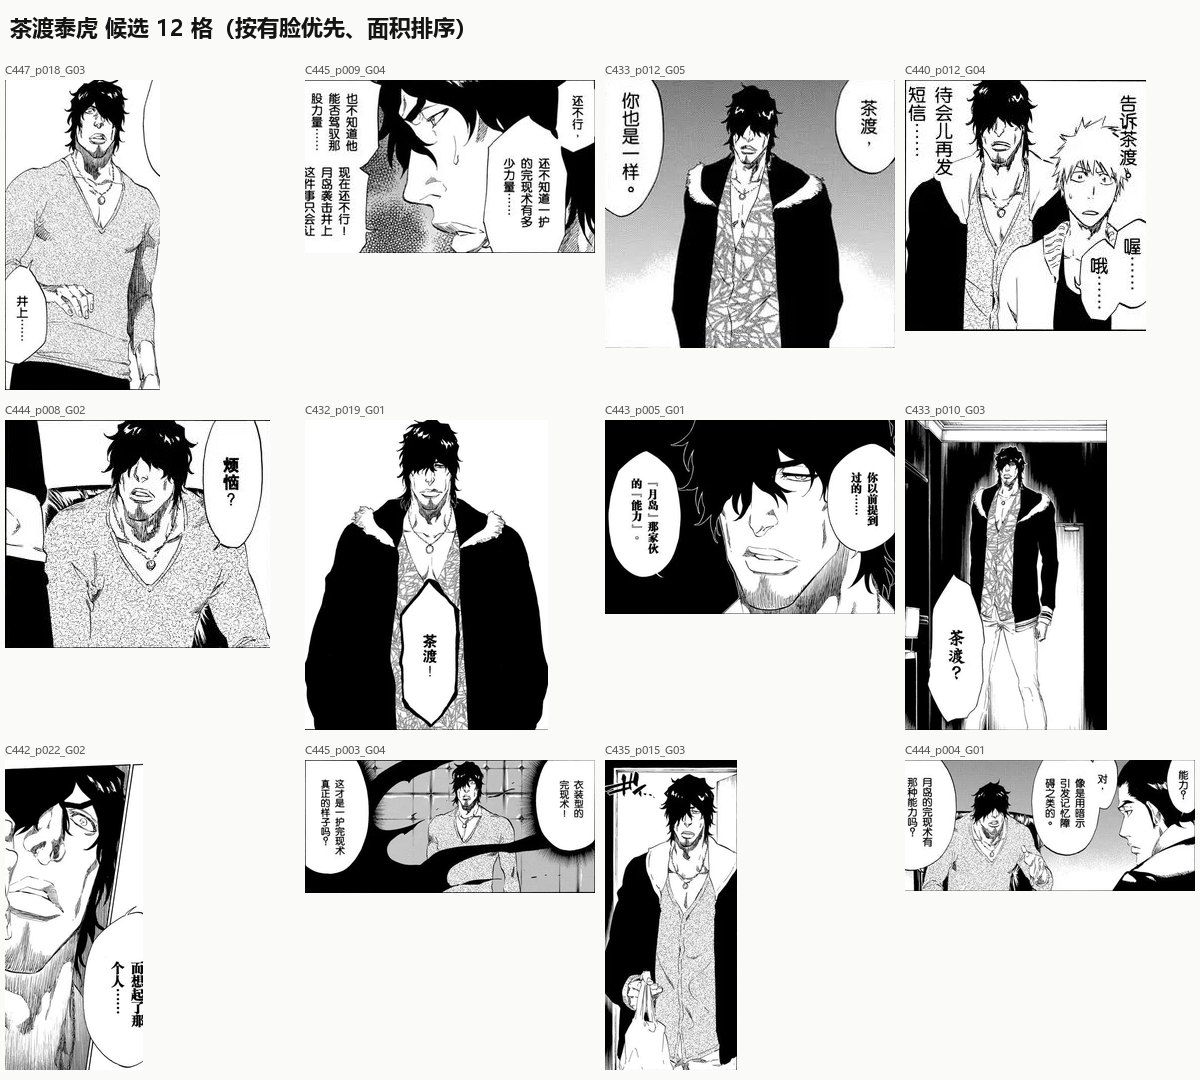 茶渡泰虎 候选 12 格（按有脸优先、面积排序）
C447_p018_G03
井上……
C445_p009_G04
还不行，
还不知道一护
的完现术有多
少力量……
也不知道他
能否驾驭那
股力量……
现在还不行！
月岛袭击井上
这件事只会让
C433_p012_G05
茶渡，
你也是一样。
C440_p012_G04
告诉茶渡。
待会儿再发
短信……
喔……
哦……
C444_p008_G02
烦恼？
C432_p019_G01
茶渡！
C443_p005_G01
你以前提到
过的……
『月岛』那家伙
的『能力』。
C433_p010_G03
茶渡？
C442_p022_G02
而想起了那
个人……
C445_p003_G04
衣装型的
完现术！
这才是一护完现术
真正的样子吗？
C435_p015_G03
C444_p004_G01
能力？
对，
像是用暗示
引发记忆障
碍之类的。
月岛的完现术有
那种能力吗？